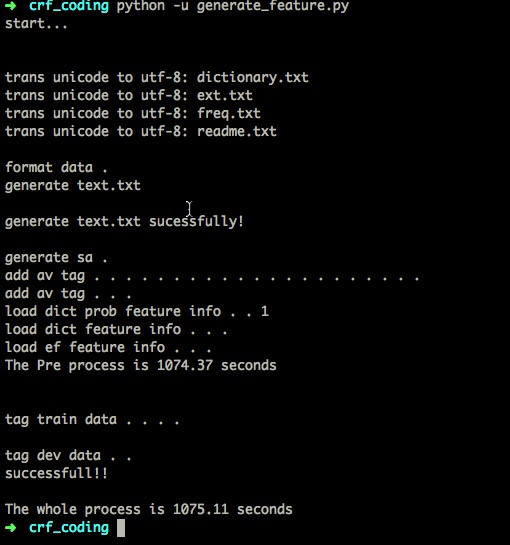 ➜ crf_coding python -u generate_feature.py
start...
trans unicode to utf-8: dictionary.txt
trans unicode to utf-8: ext.txt
trans unicode to utf-8: freq.txt
trans unicode to utf-8: readme.txt
format data .
generate text.txt
generate text.txt sucessfully!
generate sa .
add av tag . . . . . . . . . . . . . . . . . . . . . . .
add av tag . . .
load dict prob feature info . . 1
load dict feature info . . .
load ef feature info . . .
The Pre process is 1074.37 seconds
tag train data . . . .
tag dev data . .
successfull!!
The whole process is 1075.11 seconds
➜ crf_coding